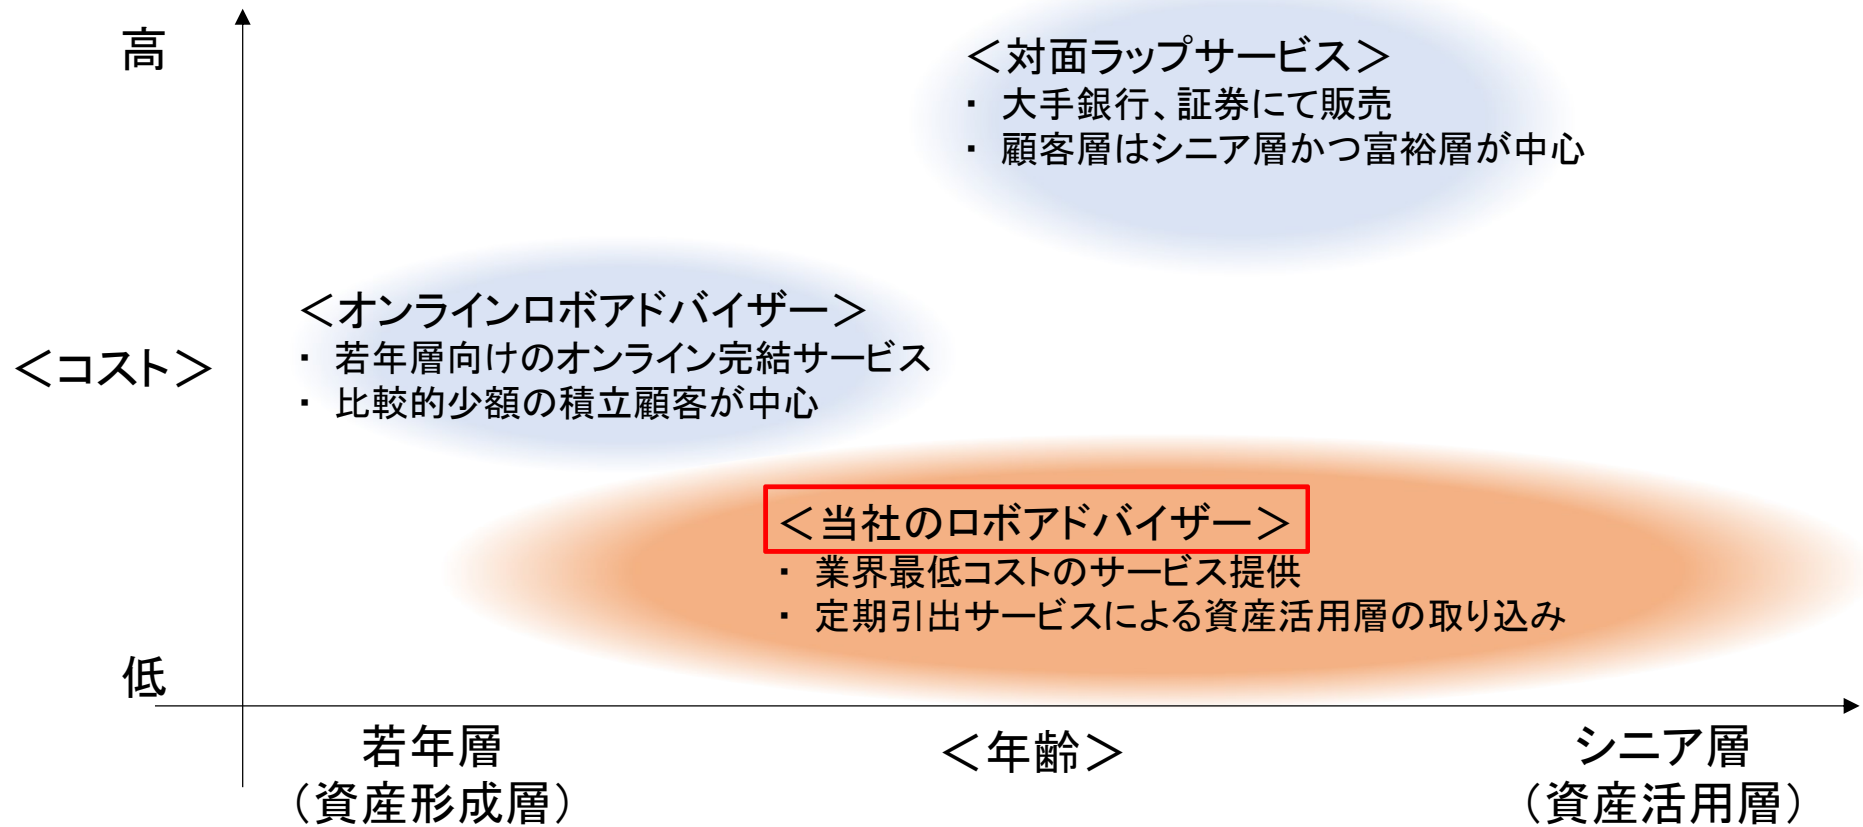 高
＜対面ラップサービス＞
・ 大手銀行、証券にて販売
・ 顧客層はシニア層かつ富裕層が中心
＜オンラインロボアドバイザー＞
・ 若年層向けのオンライン完結サービス
・ 比較的少額の積立顧客が中心
＜コスト＞
＜当社のロボアドバイザー＞
・ 業界最低コストのサービス提供
・ 定期引出サービスによる資産活用層の取り込み
低
若年層
（資産形成層）
＜年齢＞
シニア層
（資産活用層）